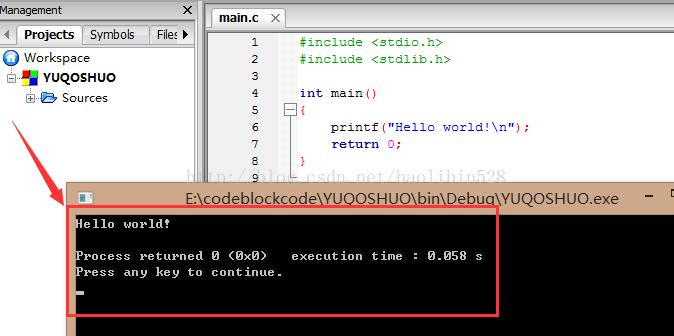 Management
Projects
Symbols
Files
Workspace
YUQOSHUO
Sources
main.c
1
#include <stdio.h>
2
#include <stdlib.h>
3
4
int main()
5
{
6
printf("Hello world!\n");
7
return 0;
8
}
9
http://blog.csdn.net/haolibin528
E:\codeblockcode\YUQOSHUO\bin\Debug\YUQOSHUO.exe
Hello world!
Process returned 0 (0x0)   execution time : 0.058 s
Press any key to continue.